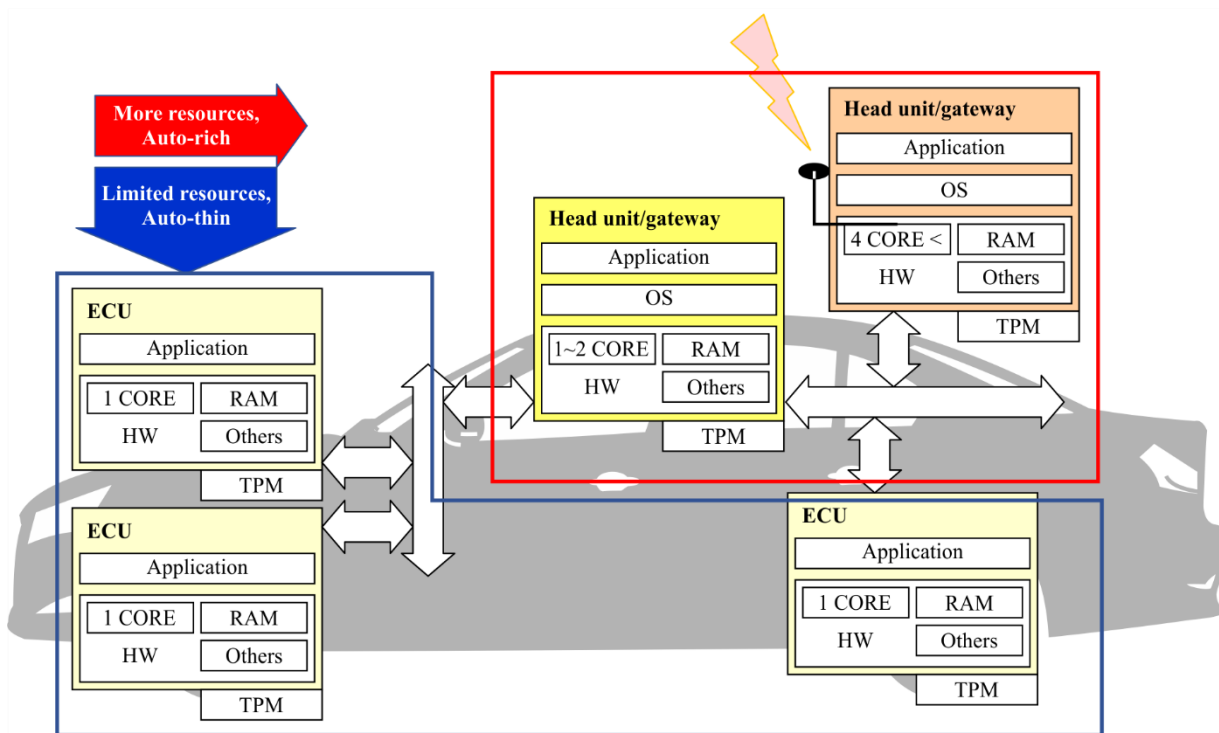 More resources,
Auto-rich
Limited resources,
Auto-thin
Head unit/gateway
Application
OS
4 CORE <
RAM
HW
Others
TPM
Head unit/gateway
Application
OS
1~2 CORE
RAM
HW
Others
TPM
ECU
Application
1 CORE
RAM
HW
Others
TPM
ECU
Application
1 CORE
RAM
HW
Others
TPM
ECU
Application
1 CORE
RAM
HW
Others
TPM